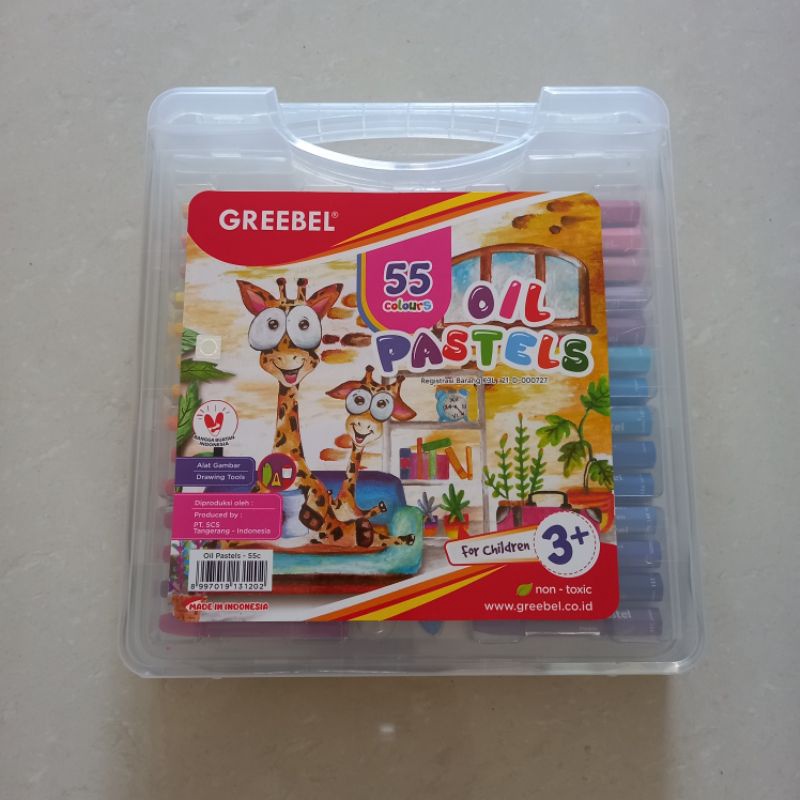 GREEBEL®
55
colours
OIL
PASTELS
Registrasi Barang K3L : 21-D-000727
BANGGA BUATAN
INDONESIA
Alat Gambar
Drawing Tools
Diproduksi oleh :
Produced by :
PT. SCS
Tangerang - Indonesia
Oil Pastels - 55c
8 997019 131202
MADE IN INDONESIA
for Children
3+
non - toxic
www.greebel.co.id